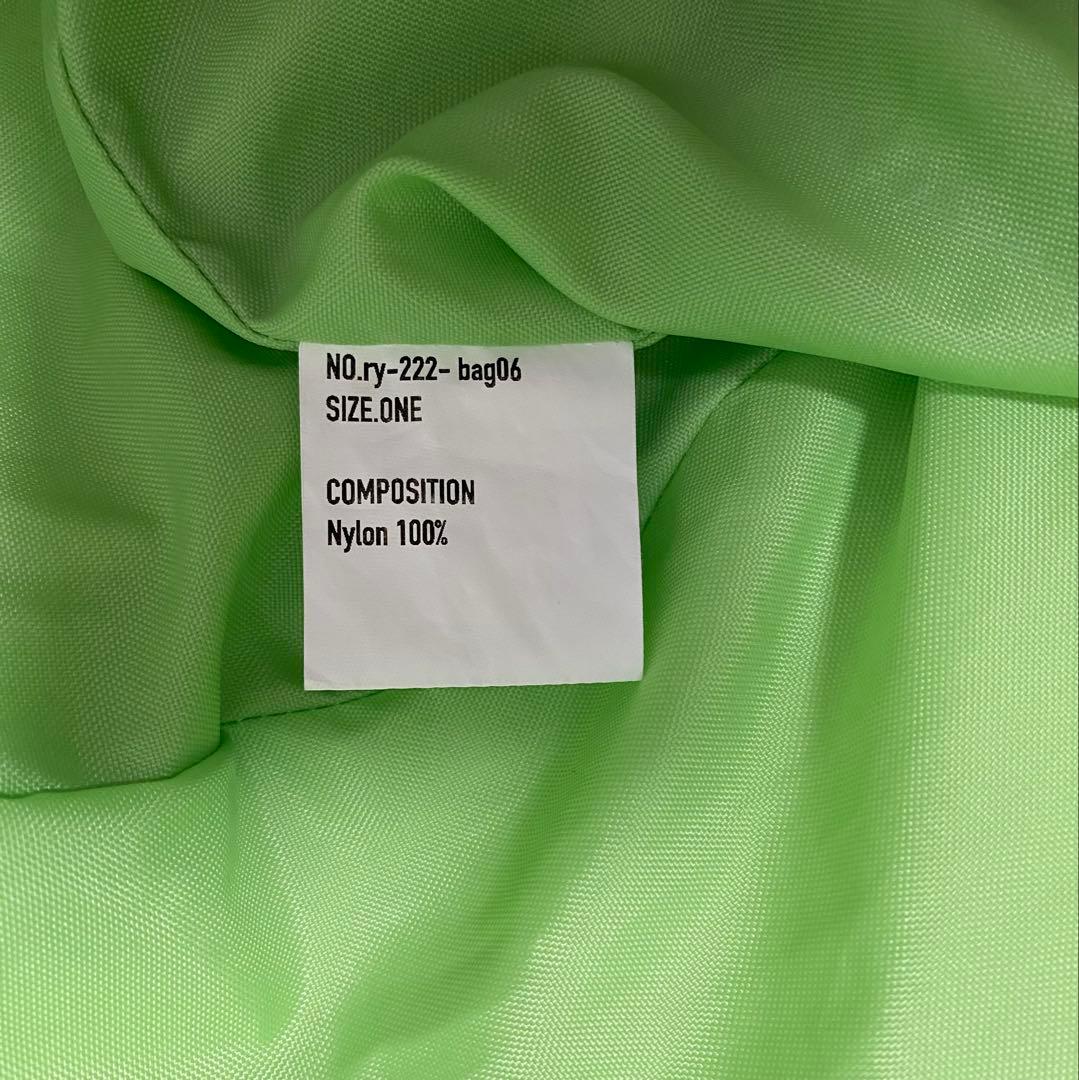 NO.ry-222- bag06
SIZE.ONE
COMPOSITION
Nylon 100%